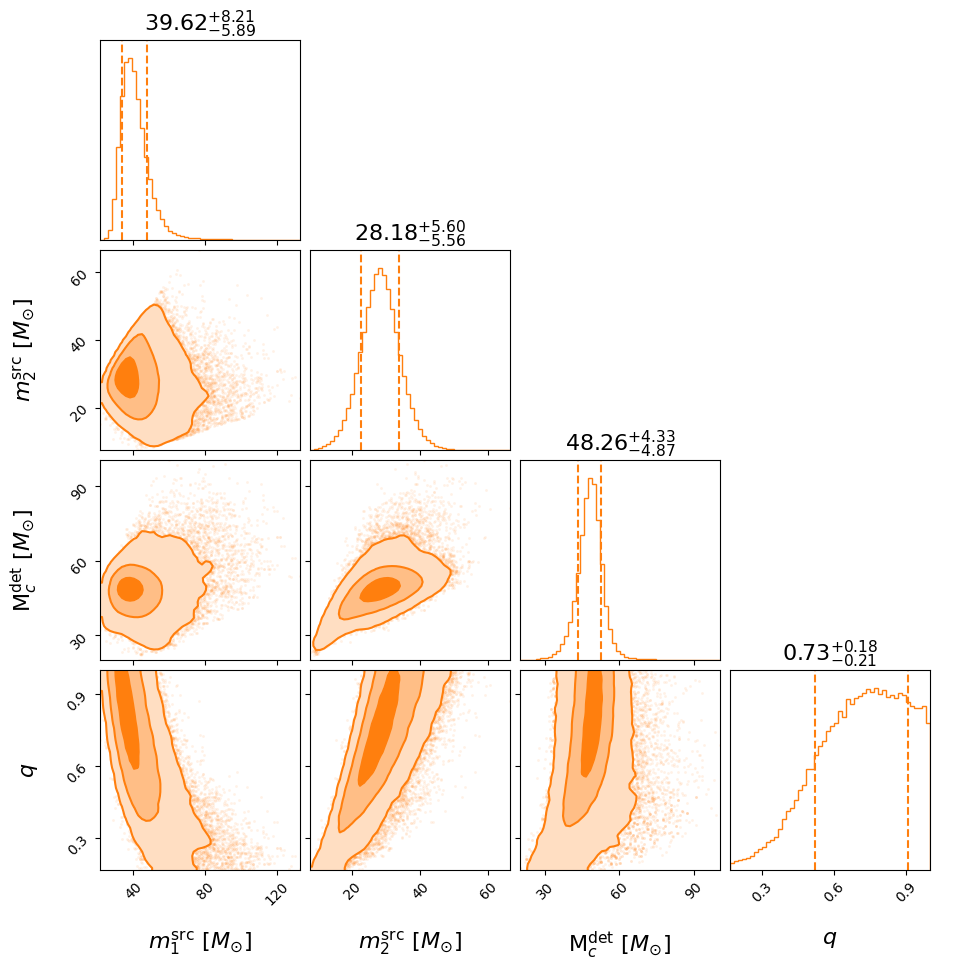 39.62^{+8.21}_{-5.89}
28.18^{+5.60}_{-5.56}
60
40
20
m_2^{src} [M_⊙]
48.26^{+4.33}_{-4.87}
90
60
30
M_c^{det} [M_⊙]
0.73^{+0.18}_{-0.21}
0.9
0.6
0.3
q
40 80 120
20 40 60
30 60 90
0.3 0.6 0.9
m_1^{src} [M_⊙]
m_2^{src} [M_⊙]
M_c^{det} [M_⊙]
q